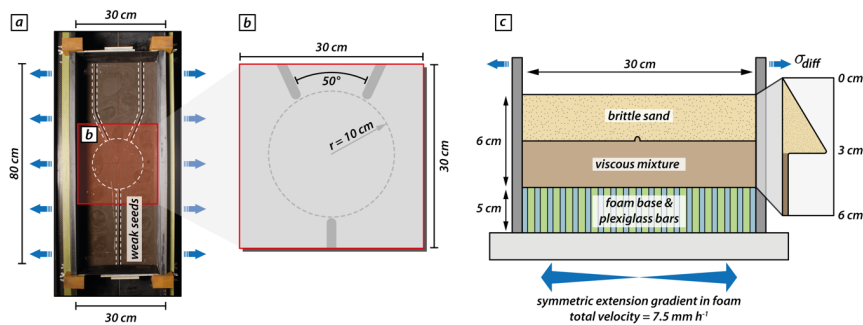 a
30 cm
80 cm
b
weak seeds
30 cm
b
30 cm
50°
r = 10 cm
30 cm
c
30 cm
σdiff
0 cm
brittle sand
6 cm
viscous mixture
3 cm
5 cm
foam base &
plexiglass bars
6 cm
symmetric extension gradient in foam
total velocity = 7.5 mm h⁻¹